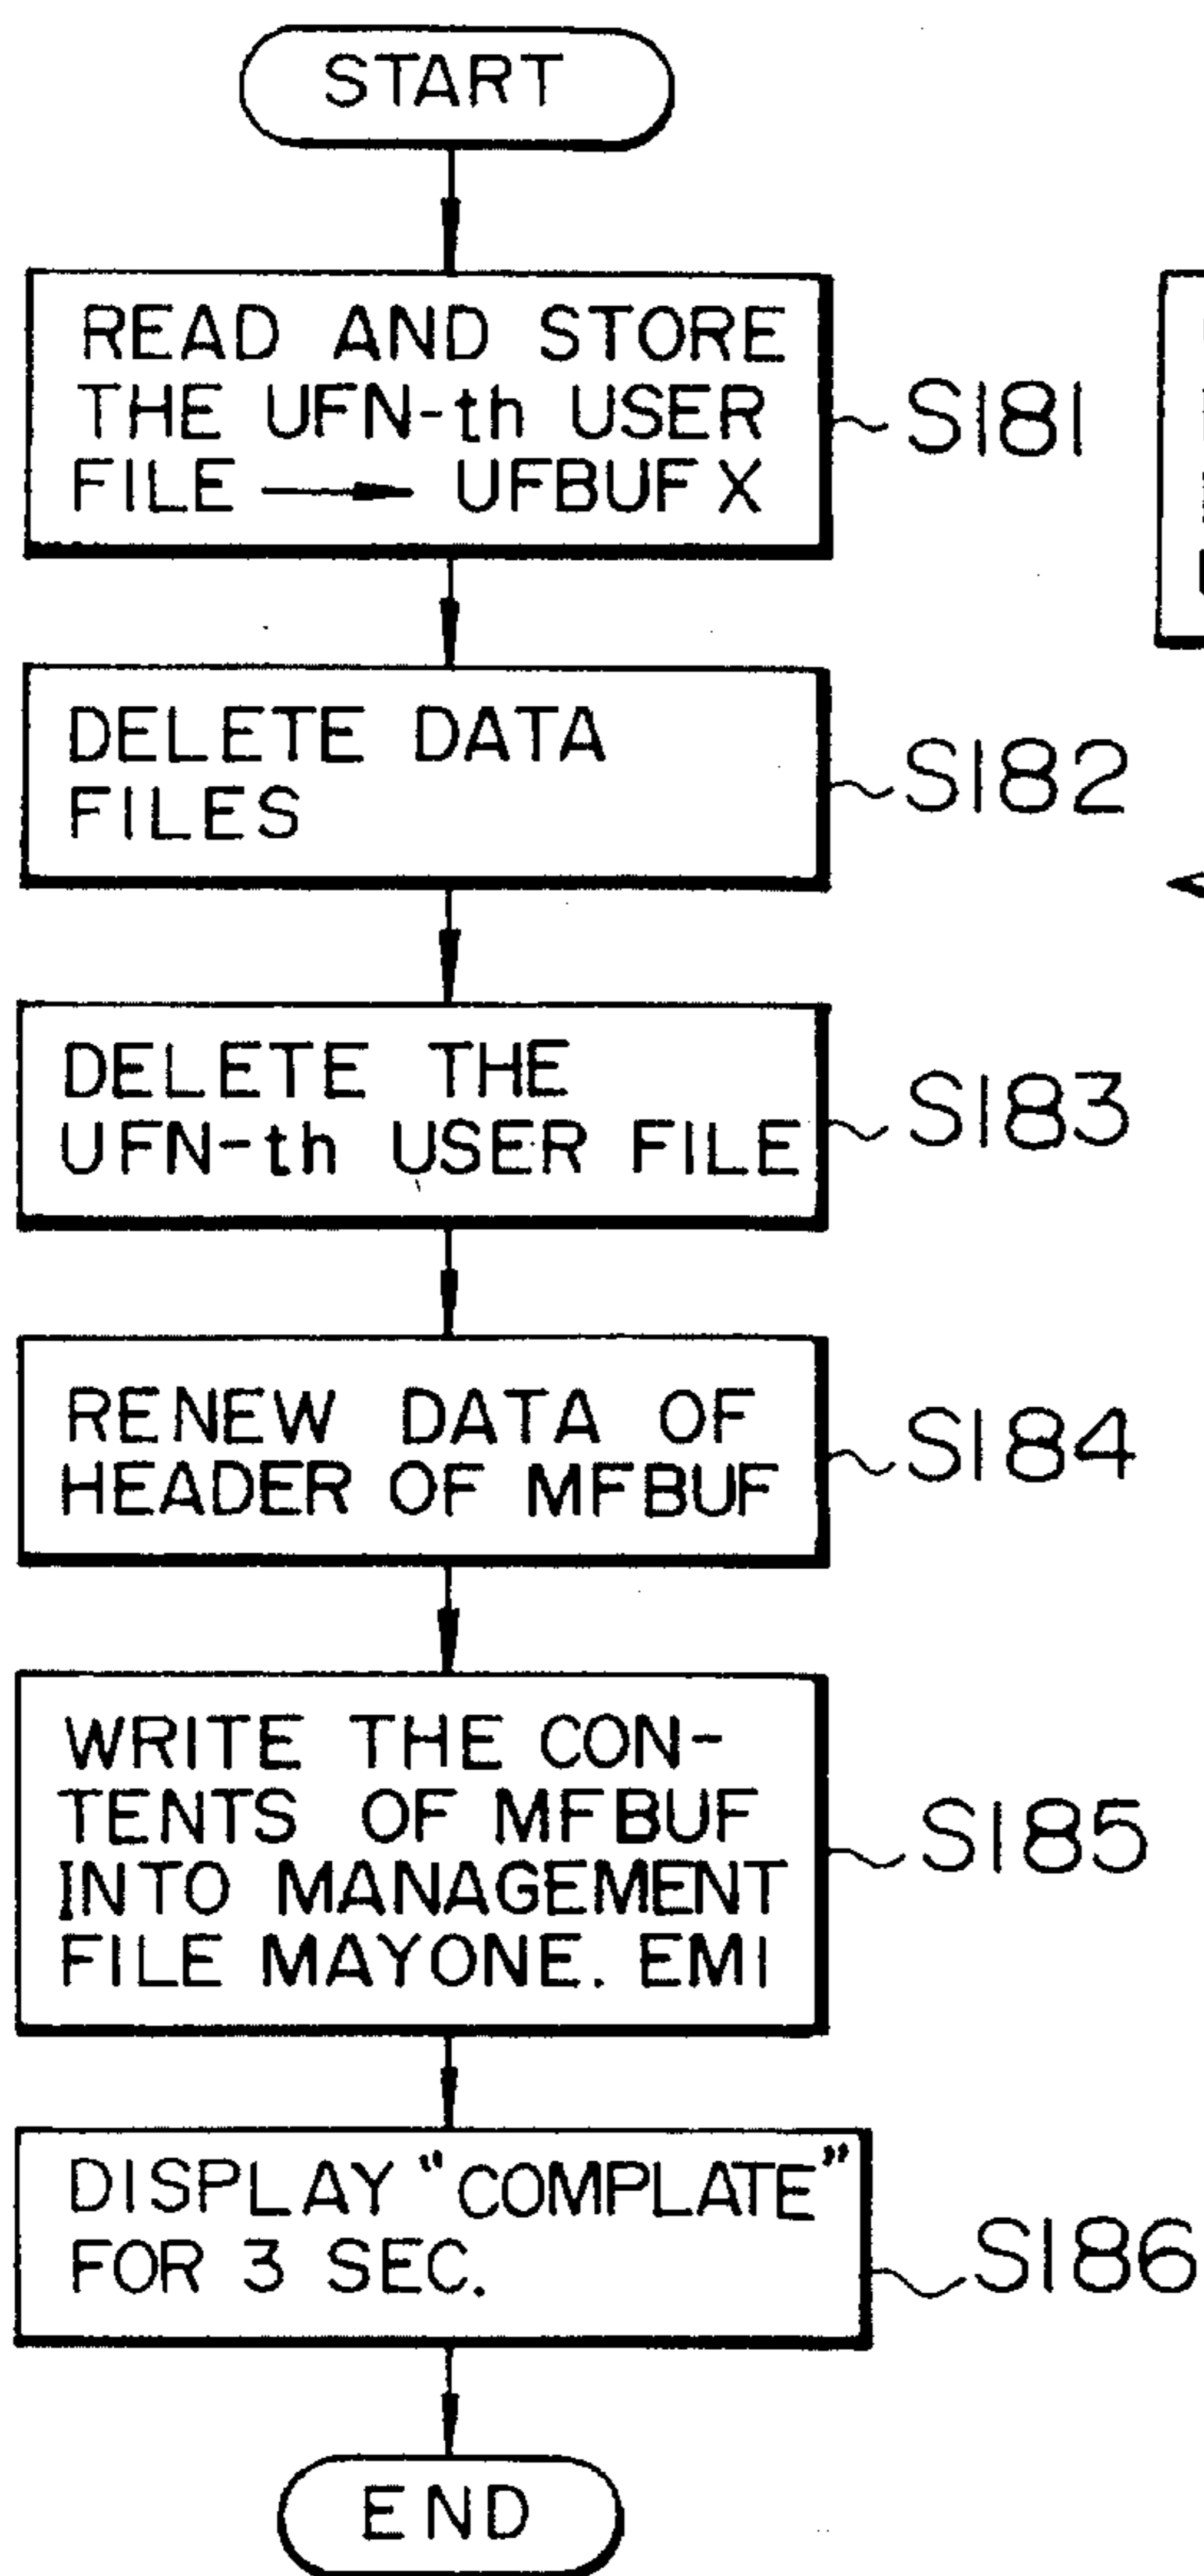 START
READ AND STORE
THE UFN-th USER
FILE → UFBUFX
S181
DELETE DATA
FILES
S182
DELETE THE
UFN-th USER FILE
S183
RENEW DATA OF
HEADER OF MFBUF
S184
WRITE THE CON-
TENTS OF MFBUF
INTO MANAGEMENT
FILE MAYONE. EMI
S185
DISPLAY "COMPLATE"
FOR 3 SEC.
S186
END